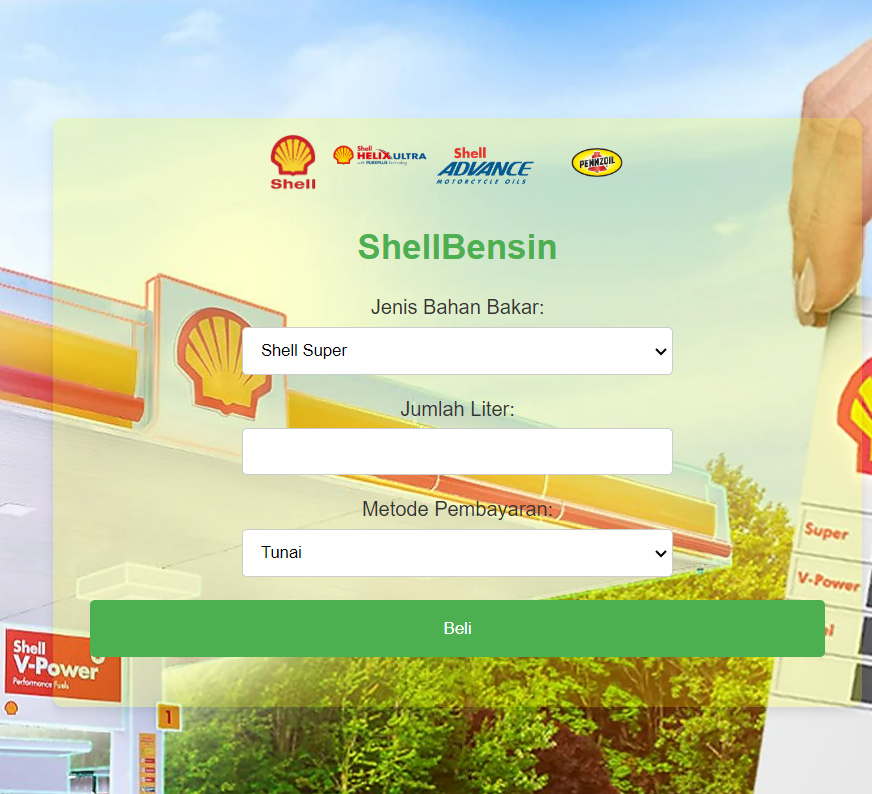 Shell
Shell
HELIX ULTRA
Shell
ADVANCE
MOTORCYCLE OILS
PENNZOIL
ShellBensin
Jenis Bahan Bakar:
Shell Super
Jumlah Liter:
Metode Pembayaran:
Tunai
Beli
Super
V-Power
Shell
V-Power
Performance Fuels
1